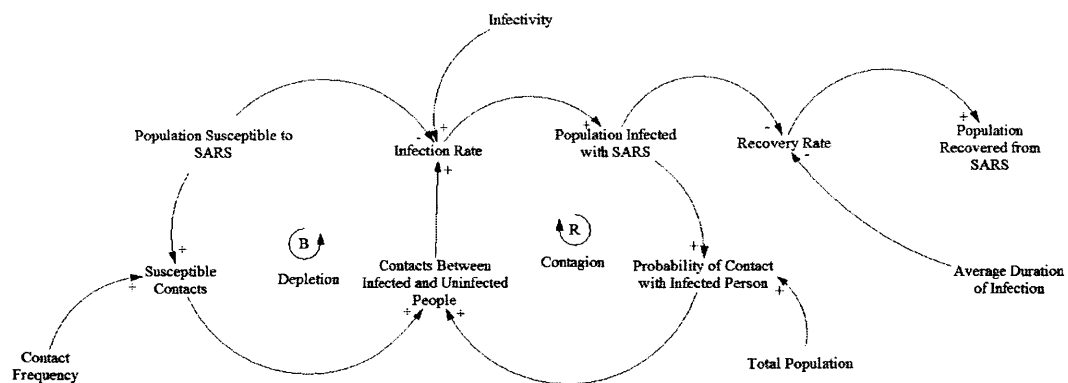 Infectivity
Population Susceptible to
SARS
-
+
Infection Rate
+
+
Population Infected
with SARS
-
Recovery Rate
-
+
Population
Recovered from
SARS
+
Susceptible
Contacts
+
B
Depletion
Contacts Between
Infected and Uninfected
People
+
+
R
Contagion
+
Probability of Contact
with Infected Person
+
Average Duration
of Infection
Contact
Frequency
Total Population